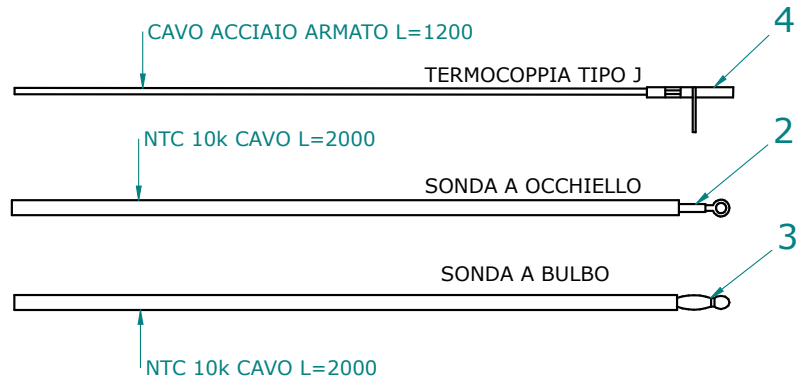 CAVO ACCIAIO ARMATO L=1200
4
TERMOCOPPIA TIPO J
NTC 10k CAVO L=2000
2
SONDA A OCCHIELLO
3
SONDA A BULBO
NTC 10k CAVO L=2000